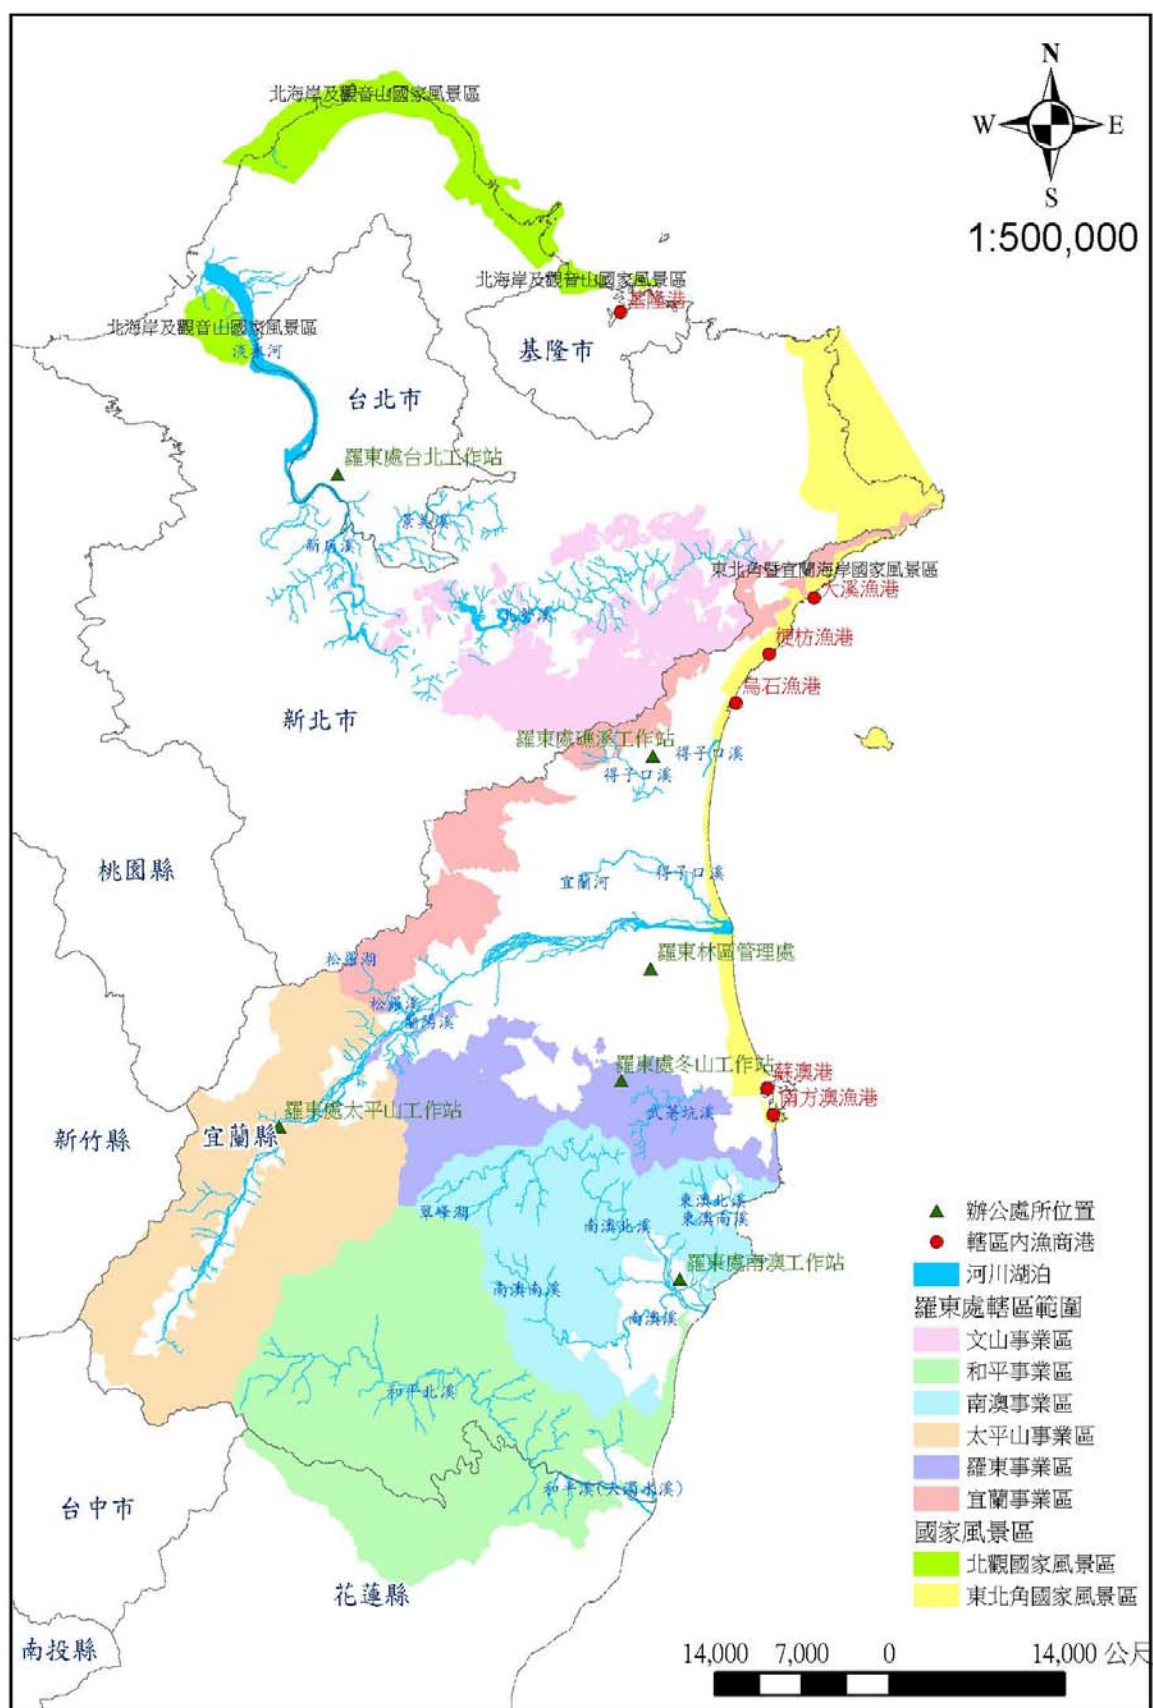 北海岸及觀音山國家風景區
N
W
E
S
1:500,000
北海岸及觀音山國家風景區
基隆港
北海岸及觀音山國家風景區
淡水河
基隆市
台北市
羅東處台北工作站
景美溪
新店溪
東北角暨宜蘭海岸國家風景區
大溪漁港
北勢溪
梗枋漁港
烏石漁港
新北市
羅東處礁溪工作站
得子口溪
得子口溪
桃園縣
宜蘭河
得子口溪
羅東林區管理處
松羅湖
松羅溪
蘭陽溪
羅東處冬山工作站
蘇澳港
南方澳漁港
羅東處太平山工作站
武荖坑溪
新竹縣
宜蘭縣
東澳北溪
翠峰湖
南澳北溪
東澳南溪
羅東處南澳工作站
南澳南溪
南澳溪
和平北溪
和平溪(大濁水溪)
台中市
花蓮縣
南投縣
辦公處所位置
轄區內漁商港
河川湖泊
羅東處轄區範圍
文山事業區
和平事業區
南澳事業區
太平山事業區
羅東事業區
宜蘭事業區
國家風景區
北觀國家風景區
東北角國家風景區
14,000 7,000 0 14,000 公尺